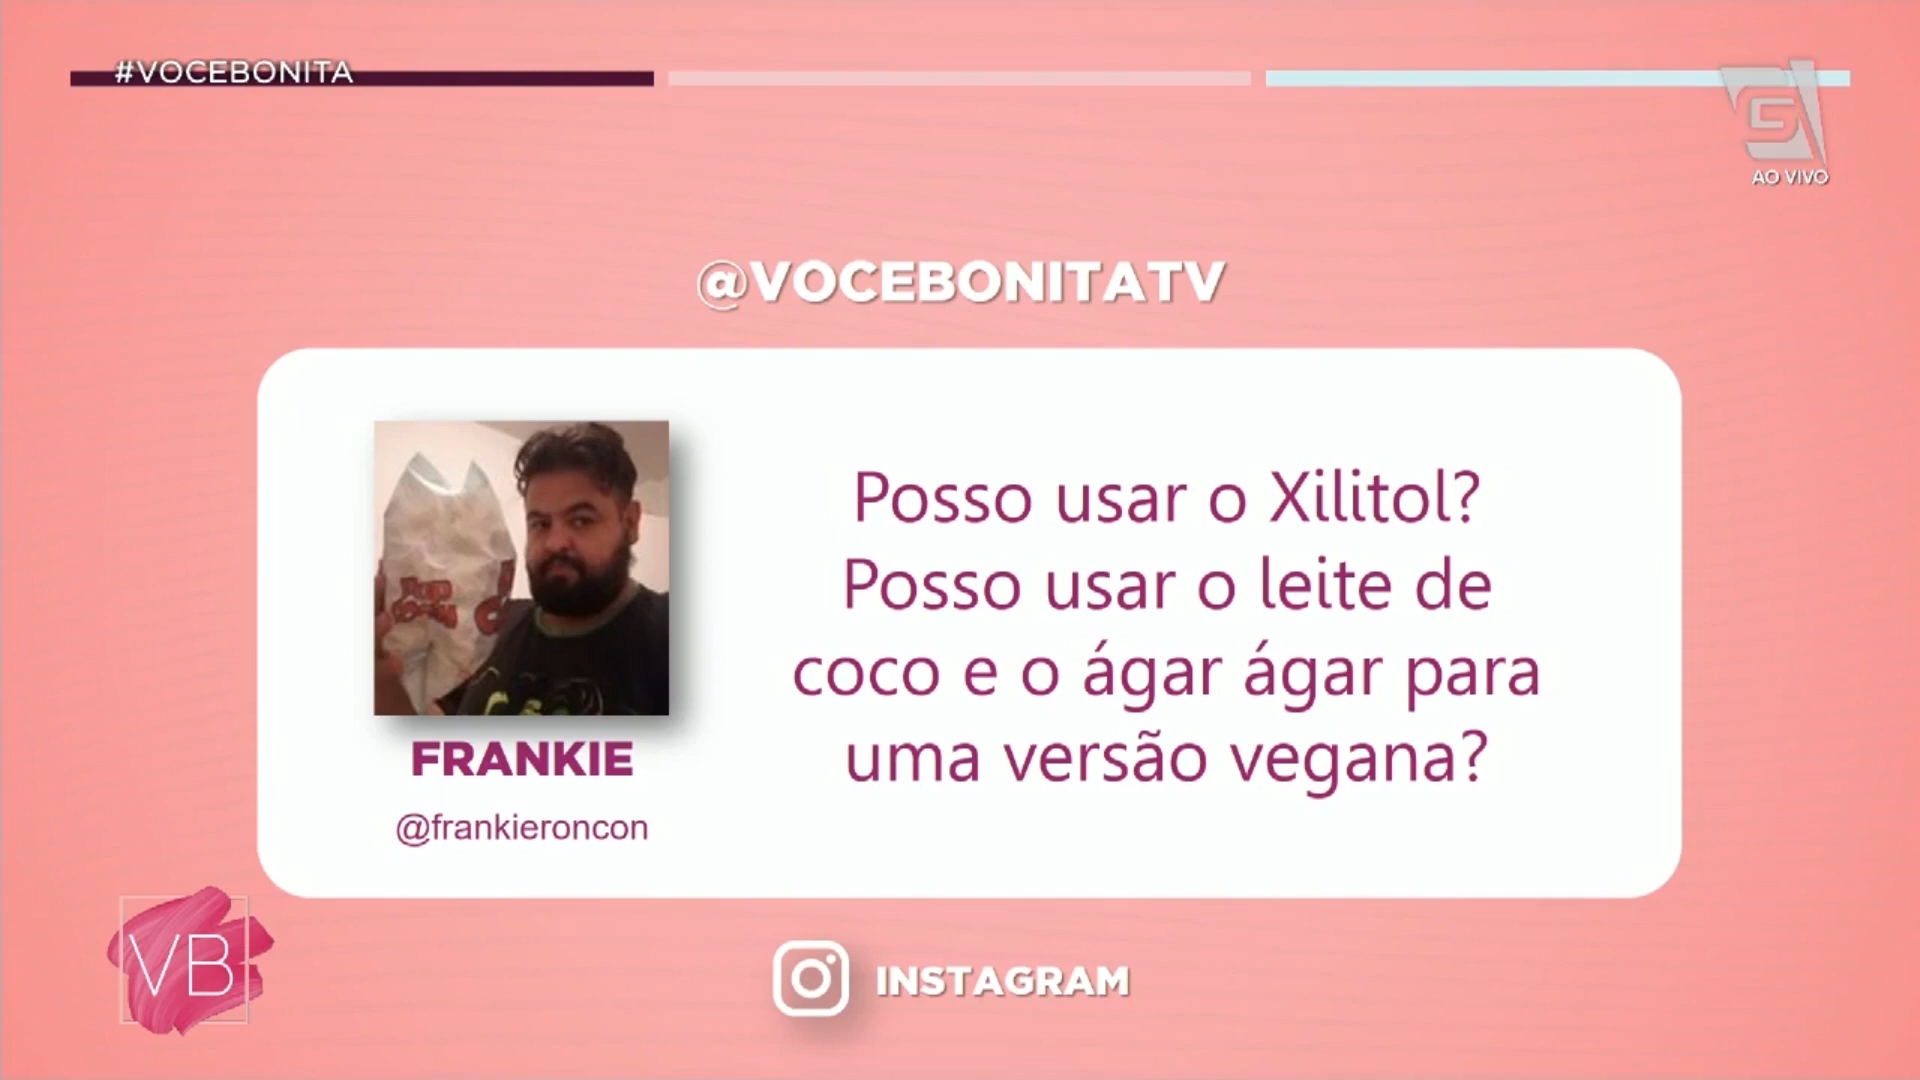 #VOCEBONITA
AO VIVO
@VOCEBONITATV
Posso usar o Xilitol?
Posso usar o leite de
coco e o ágar ágar para
uma versão vegana?
FRANKIE
@frankieroncon
VB
INSTAGRAM